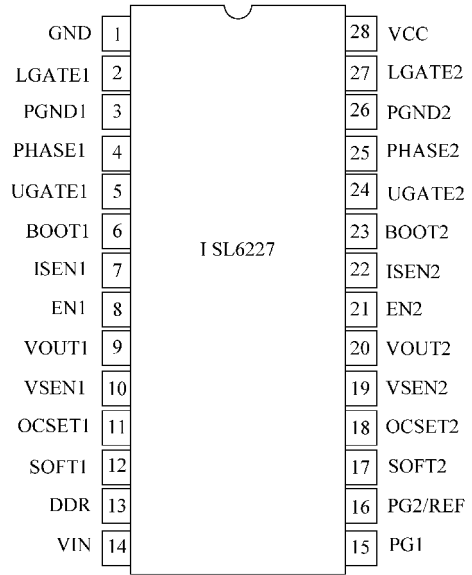 GND 1 28 VCC
LGATE1 2 27 LGATE2
PGND1 3 26 PGND2
PHASE1 4 25 PHASE2
UGATE1 5 24 UGATE2
BOOT1 6 23 BOOT2
I SL6227
ISEN1 7 22 ISEN2
EN1 8 21 EN2
VOUT1 9 20 VOUT2
VSEN1 10 19 VSEN2
OCSET1 11 18 OCSET2
SOFT1 12 17 SOFT2
DDR 13 16 PG2/REF
VIN 14 15 PG1